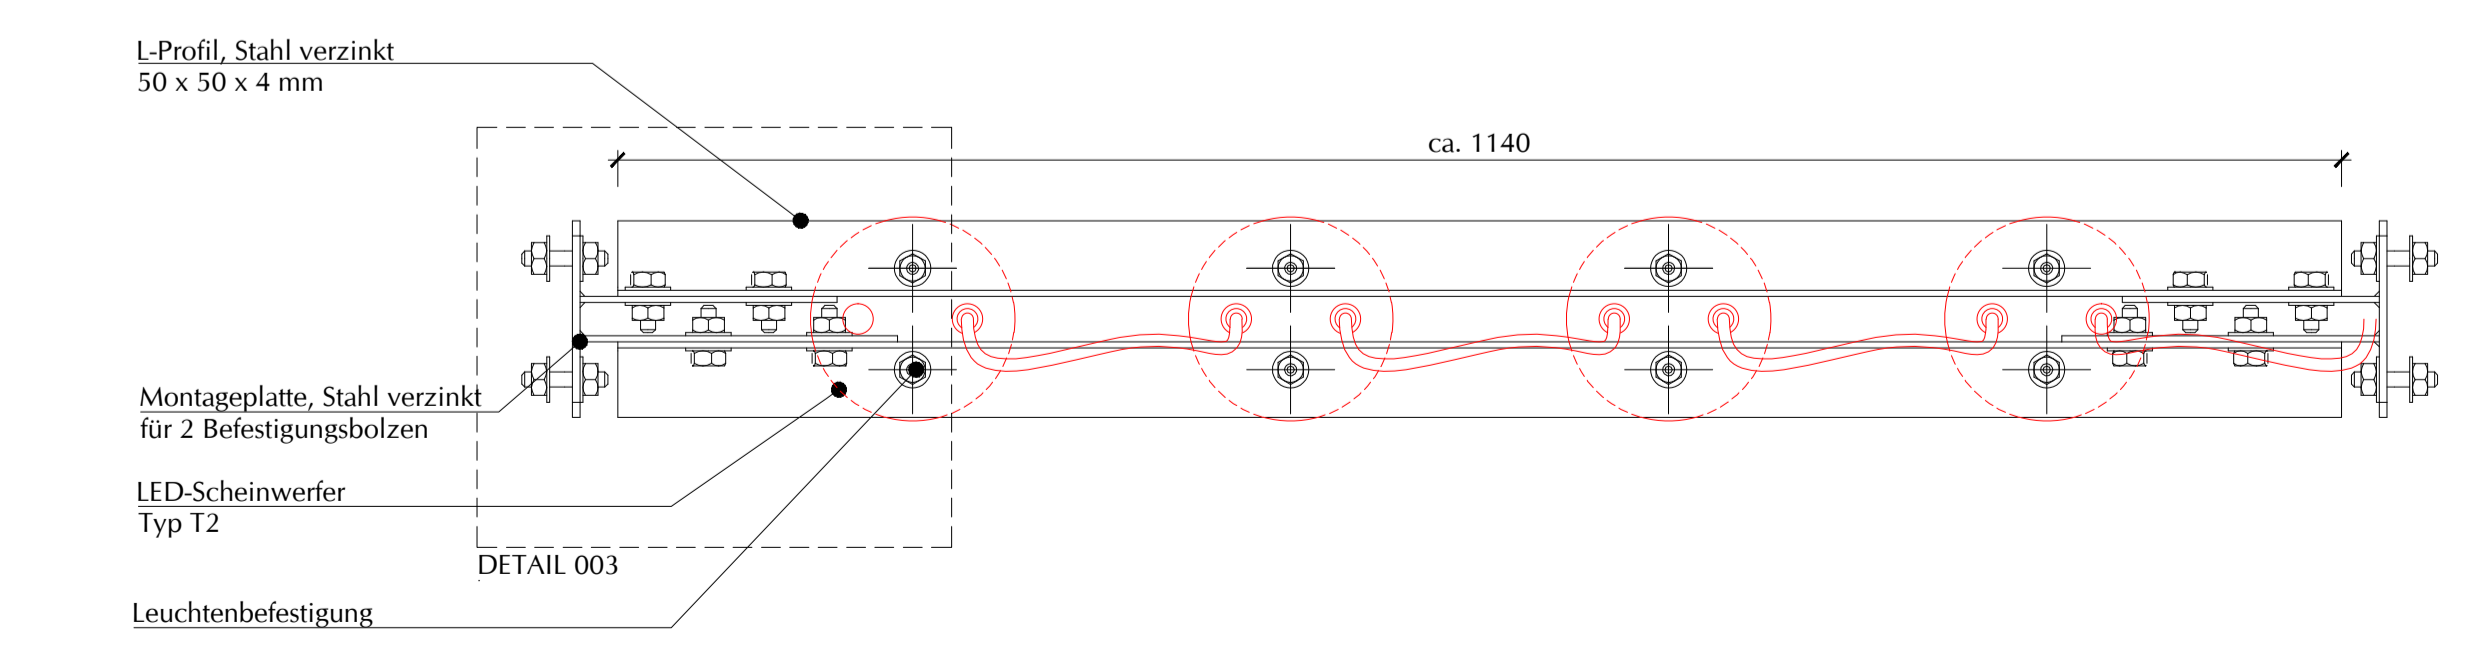 L-Profil, Stahl verzinkt
50 x 50 x 4 mm
ca. 1140
Montageplatte, Stahl verzinkt
für 2 Befestigungsbolzen
LED-Scheinwerfer
Typ T2
DETAIL 003
Leuchtenbefestigung